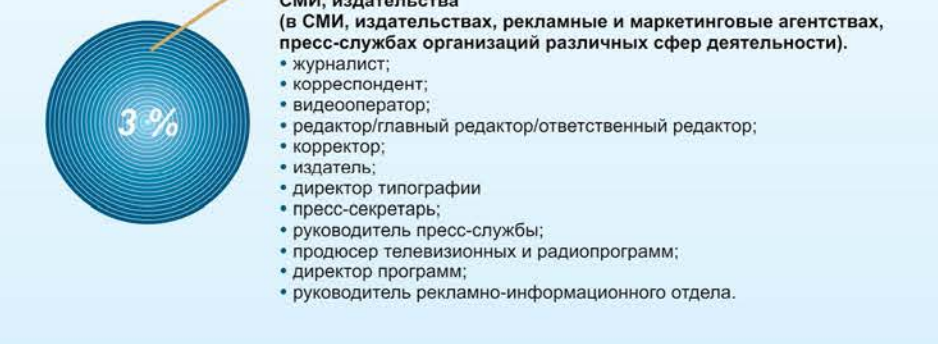 СМИ, издательства
(в СМИ, издательствах, рекламные и маркетинговые агентствах,
пресс-службах организаций различных сфер деятельности).
• журналист;
• корреспондент;
• видеооператор;
• редактор/главный редактор/ответственный редактор;
• корректор;
• издатель;
• директор типографии
• пресс-секретарь;
• руководитель пресс-службы;
• продюсер телевизионных и радиопрограмм;
• директор программ;
• руководитель рекламно-информационного отдела.
3 %